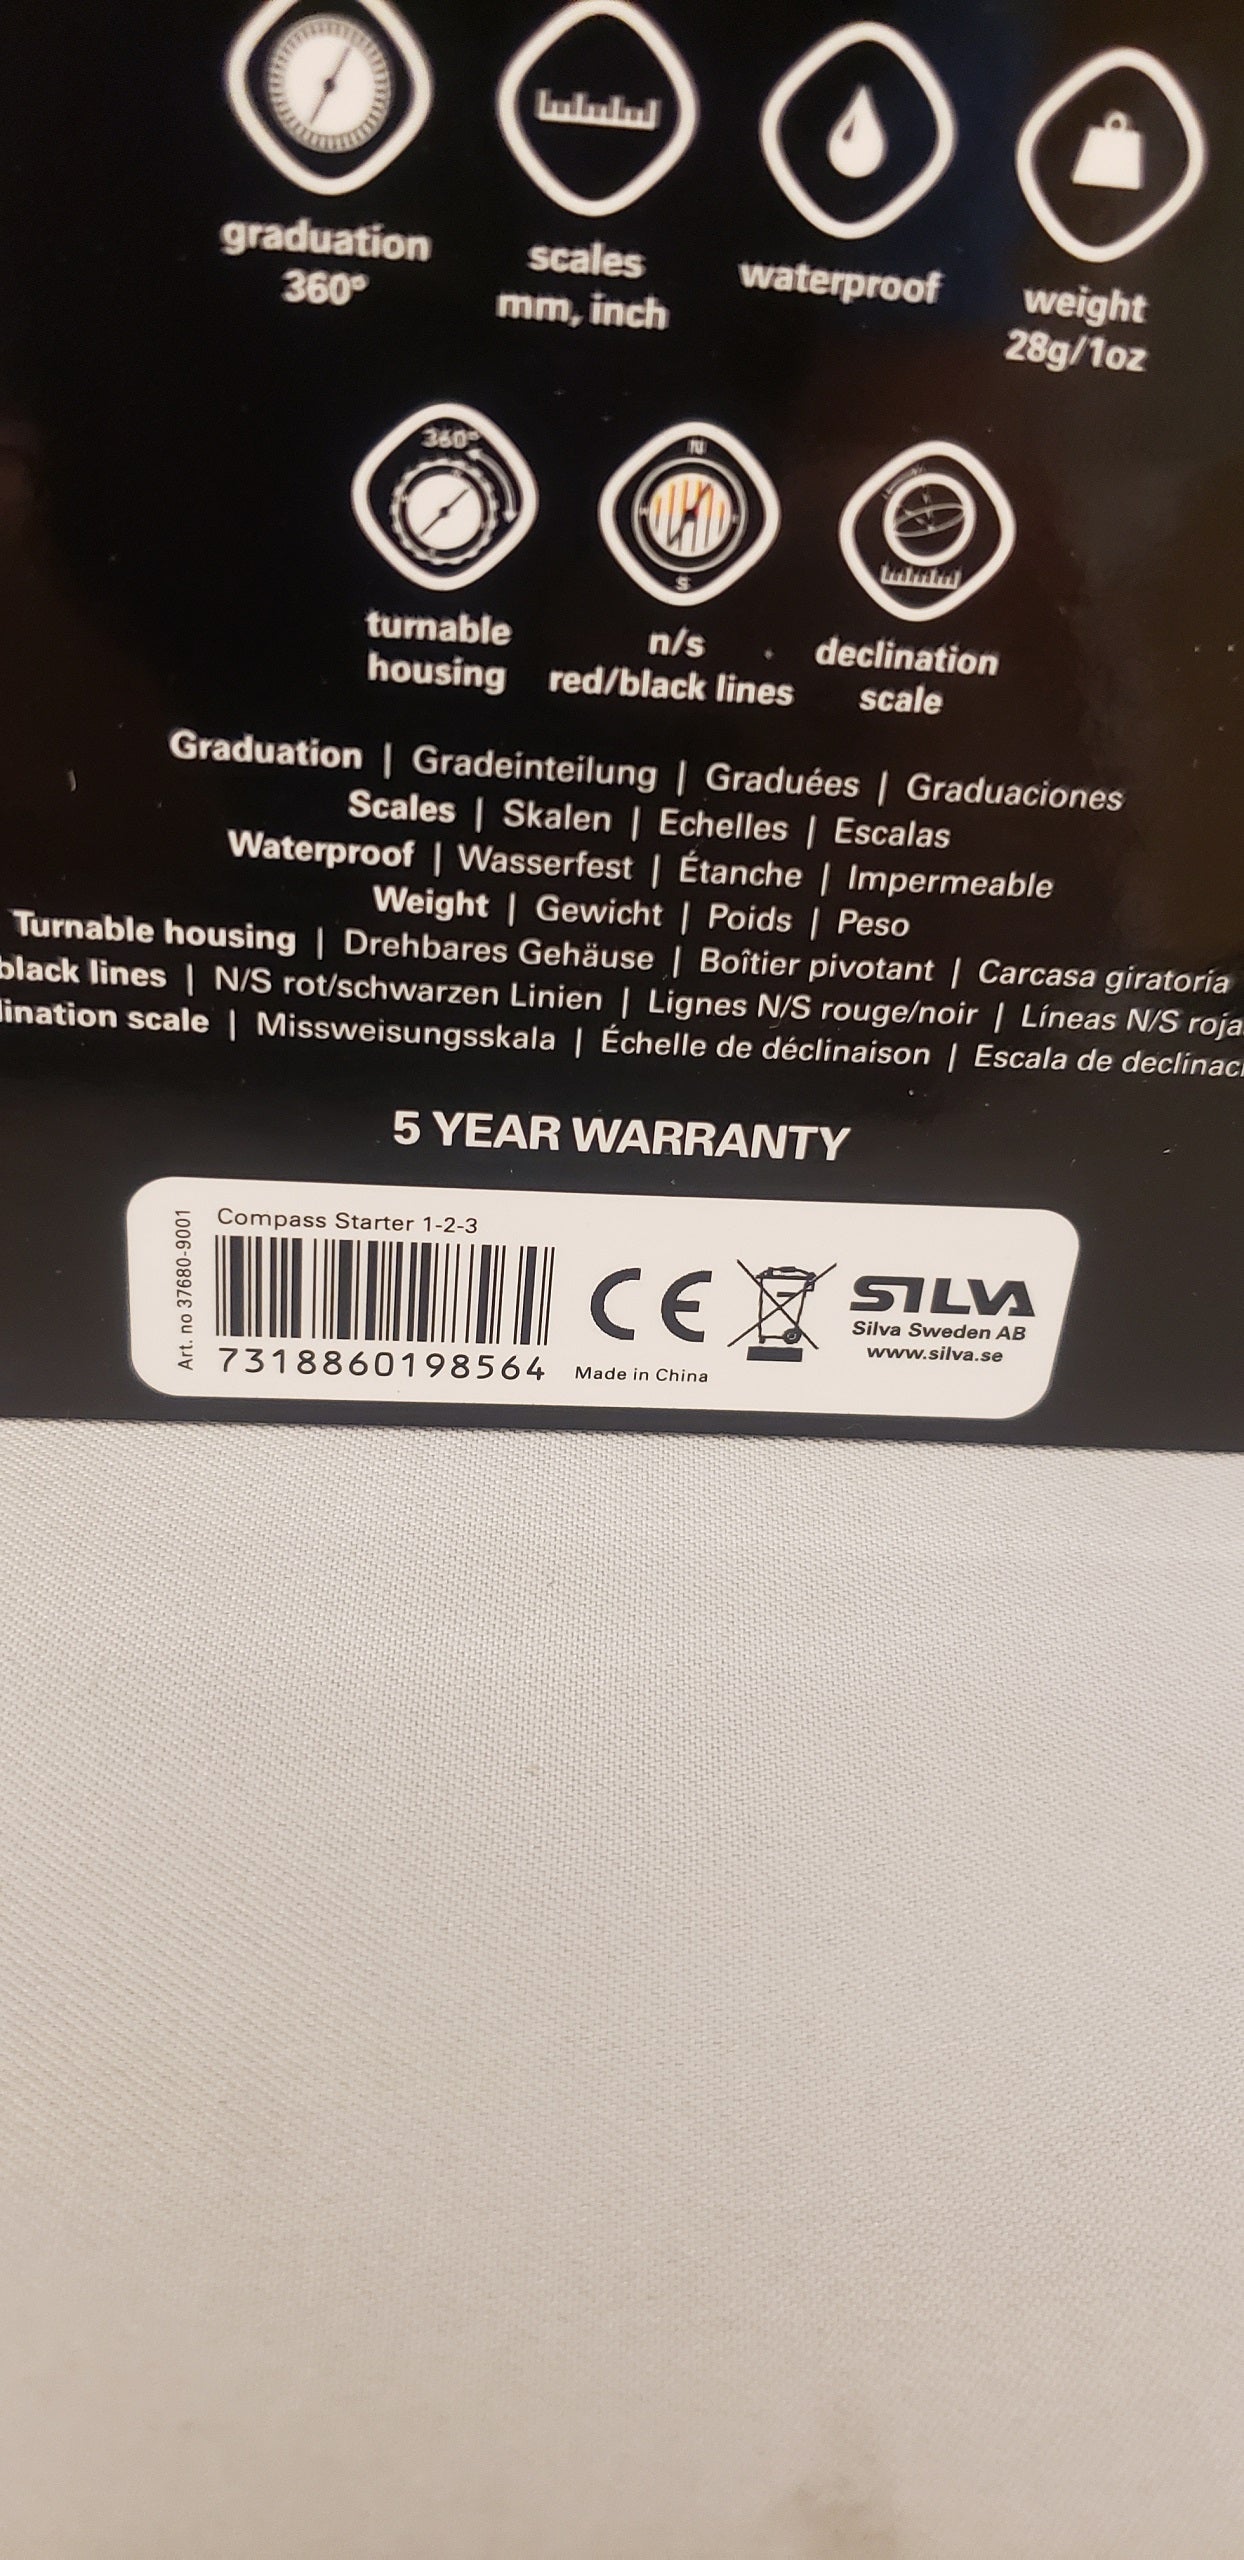 graduation
360°
scales
mm, inch
waterproof
weight
28g/1oz
360°
N
S
turnable
housing
n/s
red/black lines
declination
scale
Graduation | Gradeinteilung | Graduées | Graduaciones
Scales | Skalen | Echelles | Escalas
Waterproof | Wasserfest | Étanche | Impermeable
Weight | Gewicht | Poids | Peso
Turnable housing | Drehbares Gehäuse | Boîtier pivotant | Carcasa giratoria
black lines | N/S rot/schwarzen Linien | Lignes N/S rouge/noir | Líneas N/S roja
lination scale | Missweisungsskala | Échelle de déclinaison | Escala de declinaci
5 YEAR WARRANTY
Art. no 37680-9001
Compass Starter 1-2-3
7318860198564
CE
Made in China
SILVA
Silva Sweden AB
www.silva.se